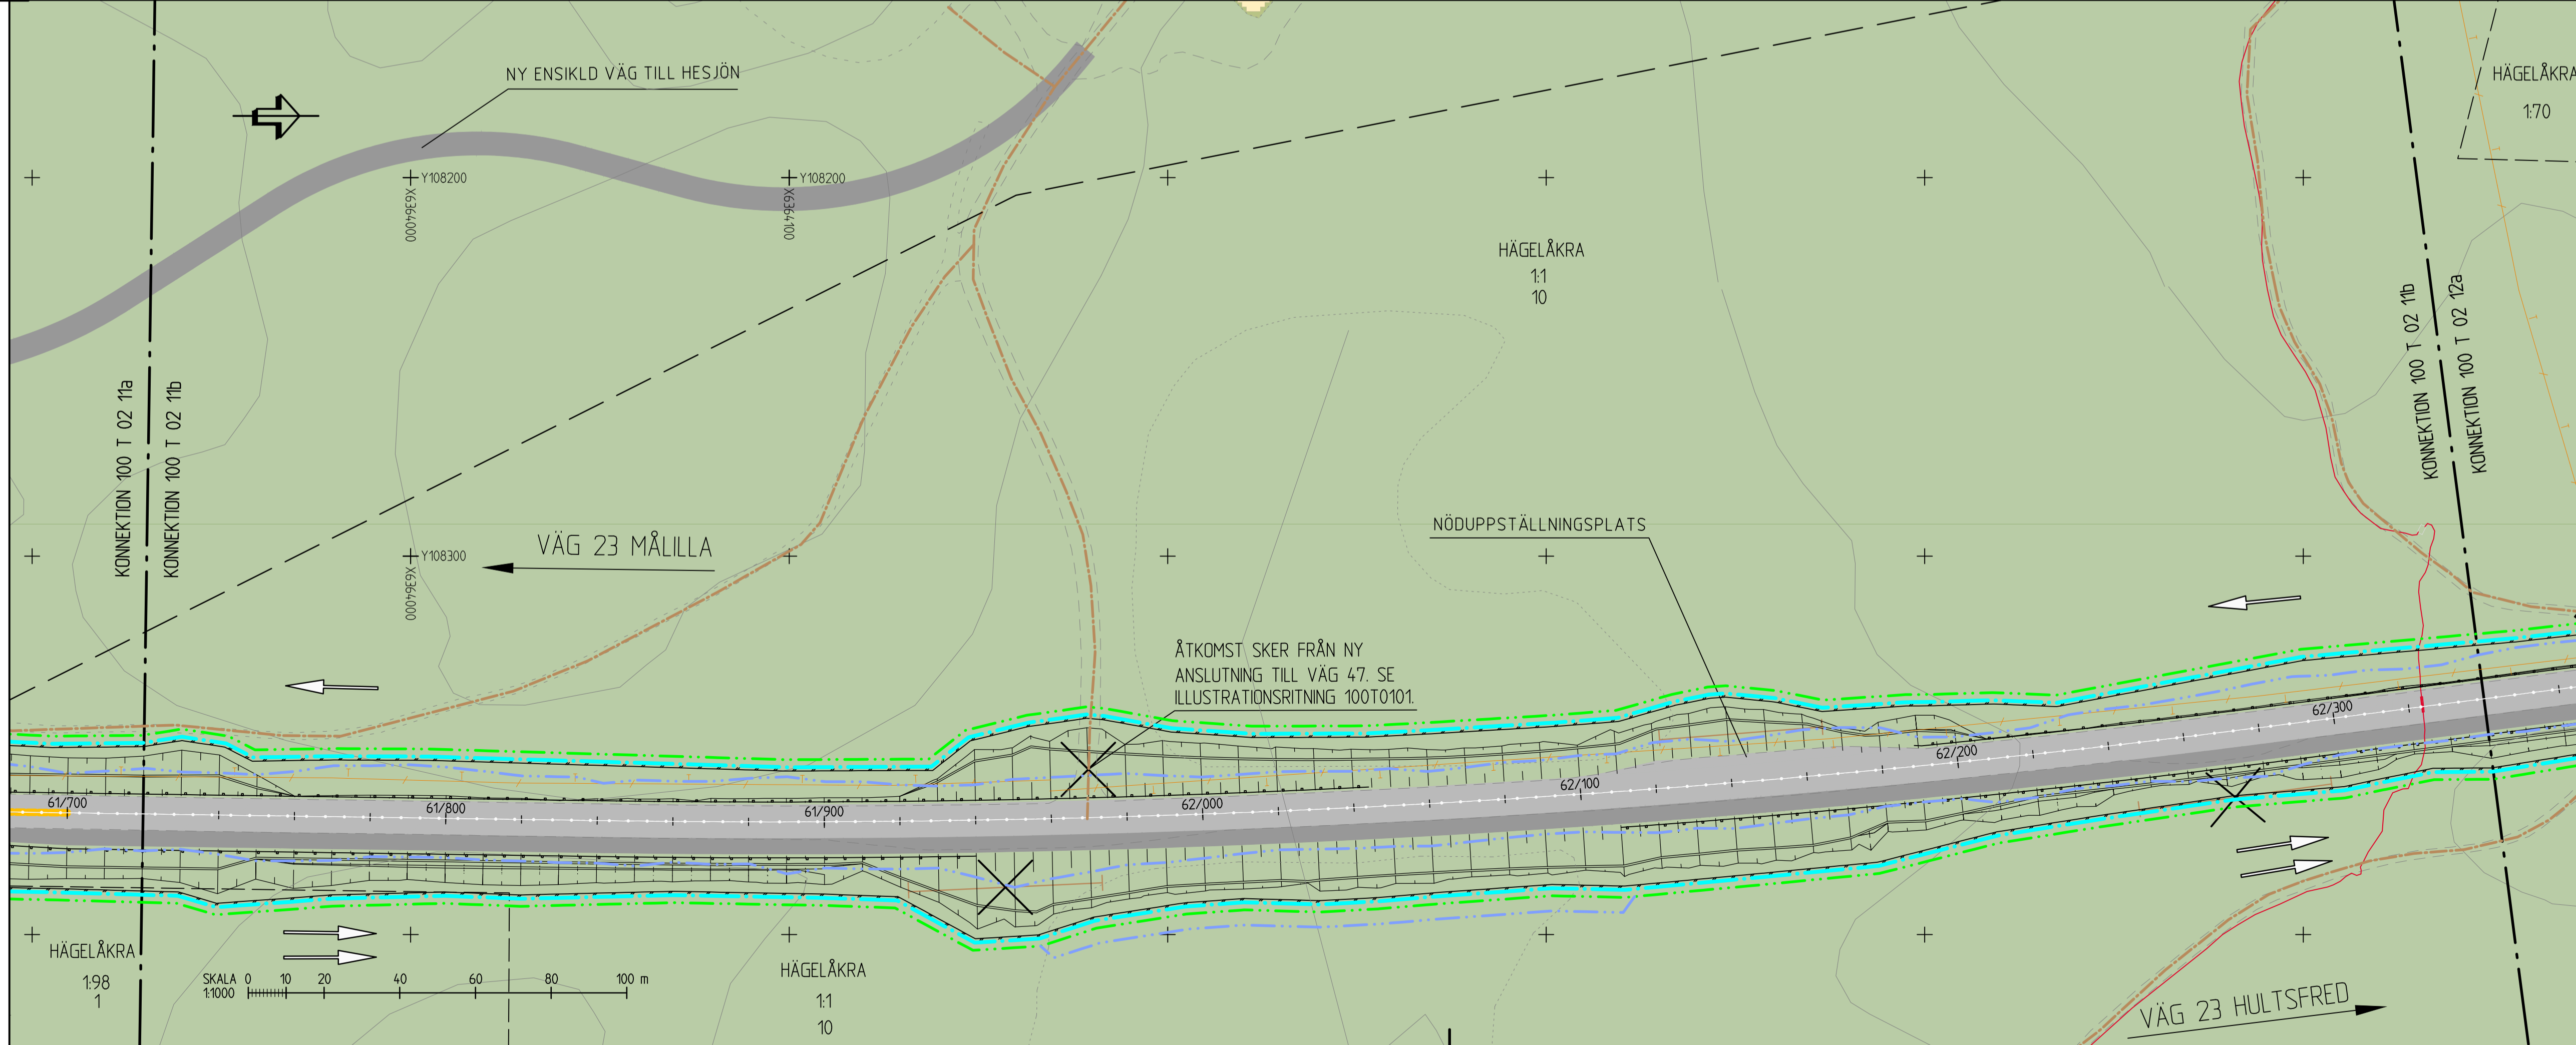 NY ENSIKLD VÄG TILL HESJÖN
HÄGELÅKRA
1:70
Y108200
X6364000
Y108200
X6364100
HÄGELÅKRA
1:1
10
KONNEKTION 100 T 02 11a
KONNEKTION 100 T 02 11b
KONNEKTION 100 T 02 11b
KONNEKTION 100 T 02 12a
VÄG 23 MÅLILLA
Y108300
X6364000
NÖDUPPSTÄLLNINGSPLATS
ÅTKOMST SKER FRÅN NY
ANSLUTNING TILL VÄG 47. SE
ILLUSTRATIONSRITNING 100T0101.
61/700
61/800
61/900
62/000
62/100
62/200
62/300
HÄGELÅKRA
1:98
1
SKALA 0 10 20 40 60 80 100 m
1:1000
HÄGELÅKRA
1:1
10
VÄG 23 HULTSFRED